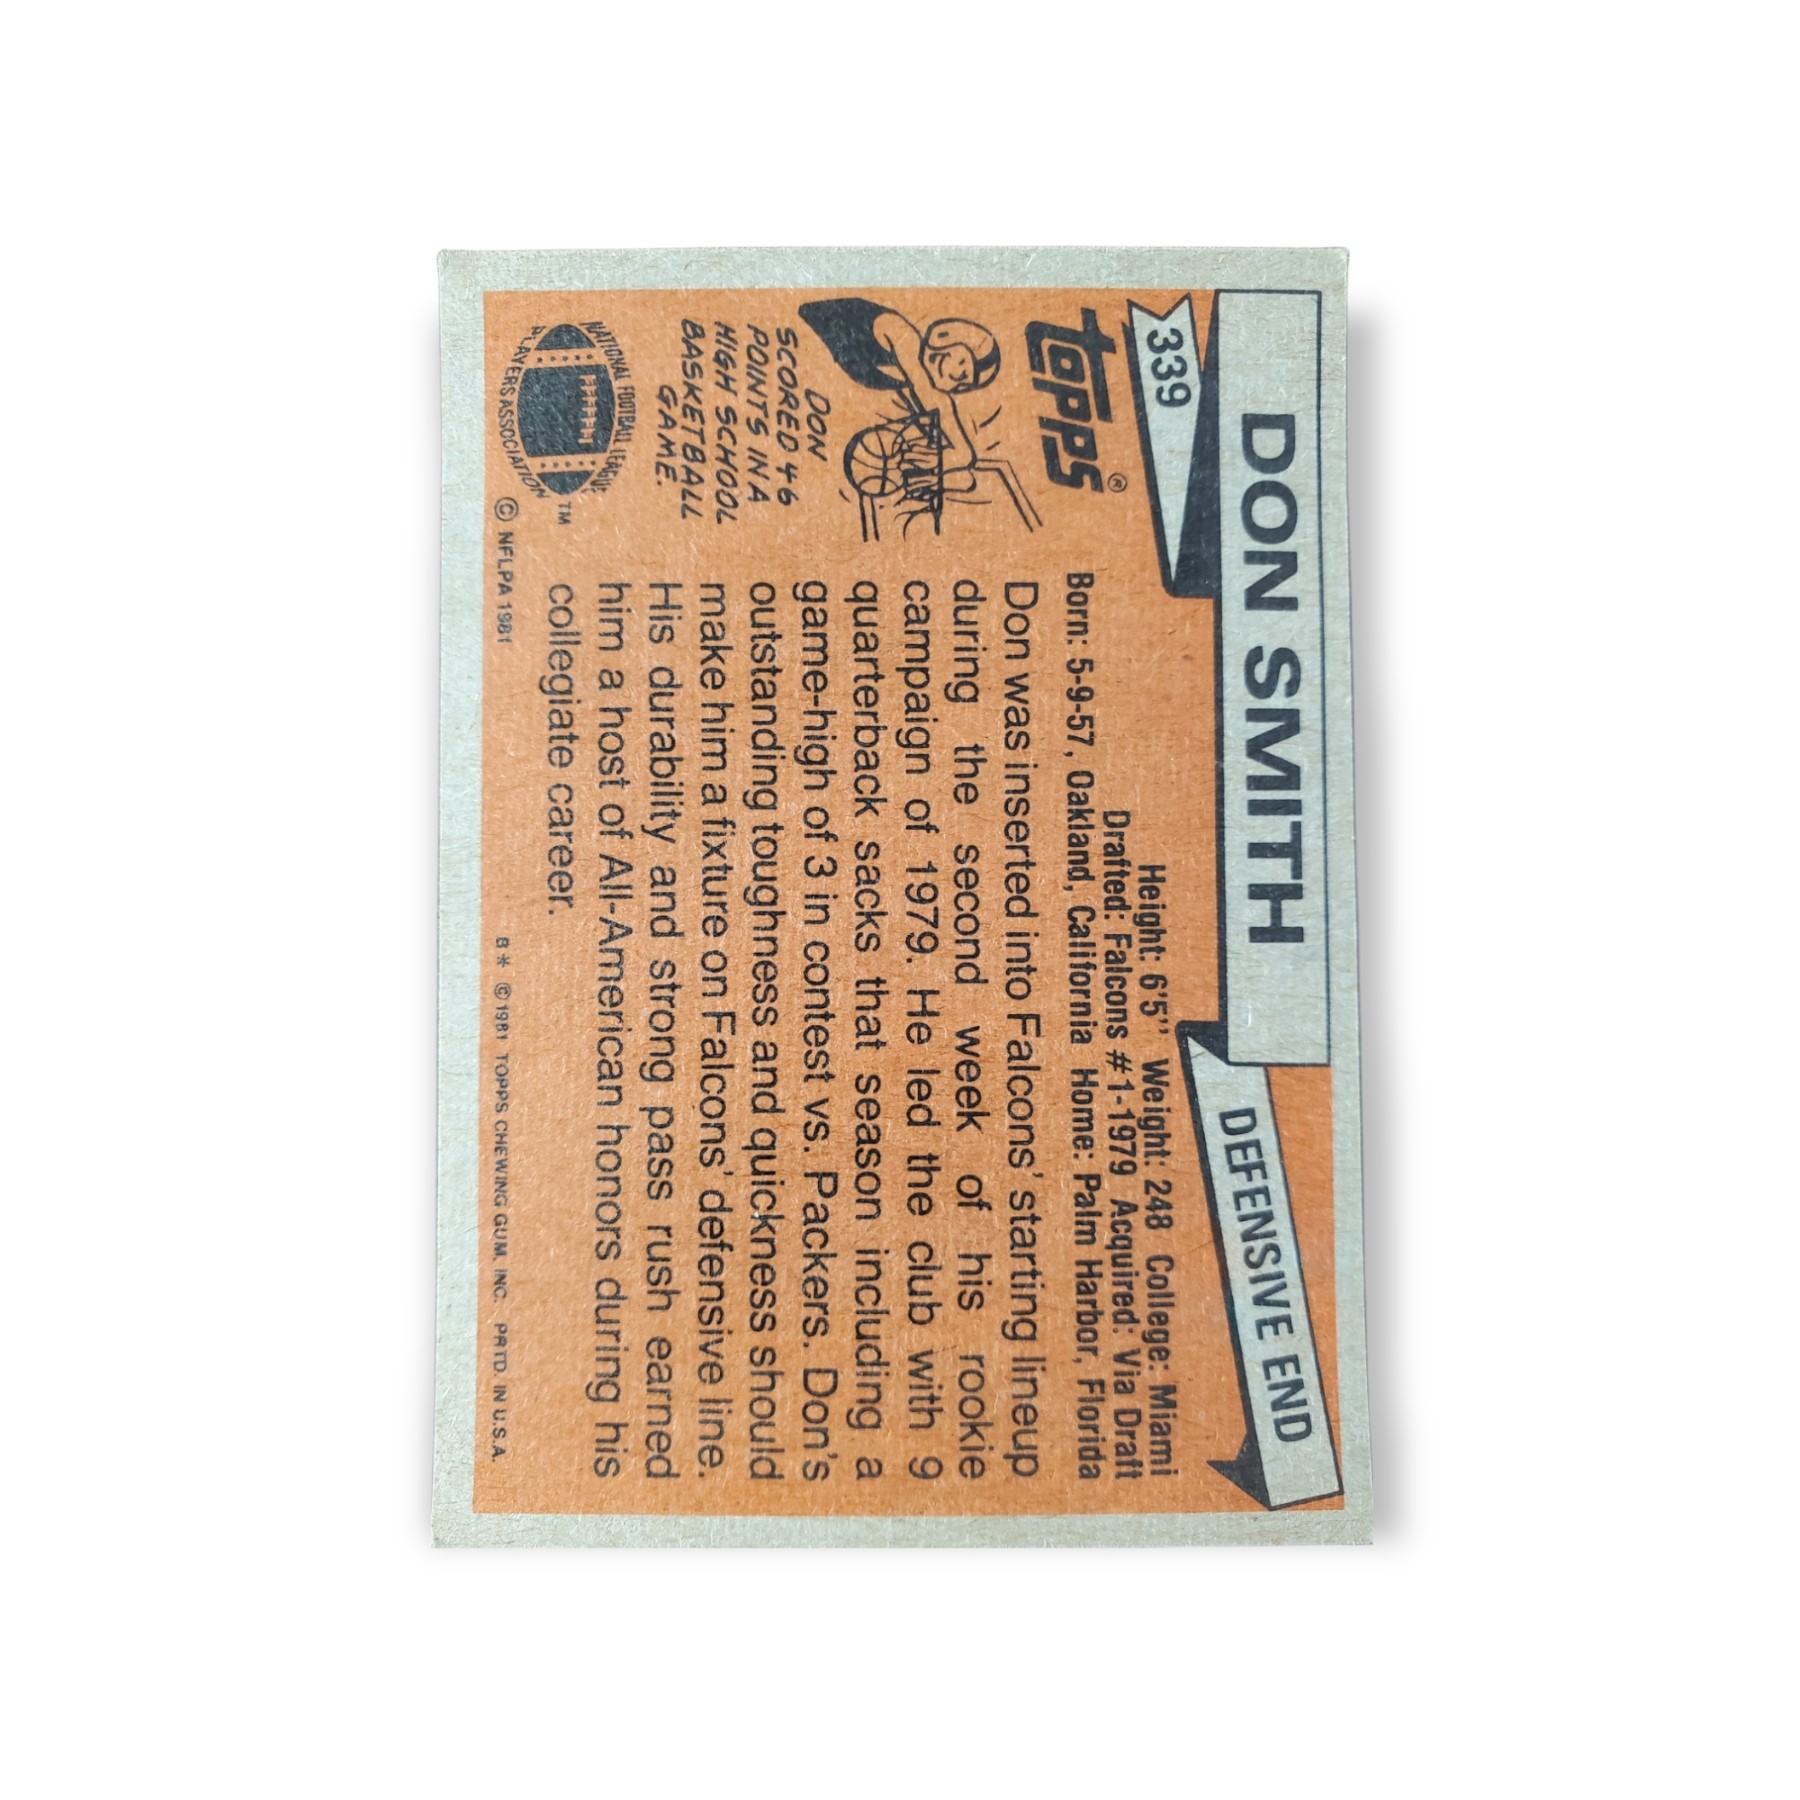 339
DON SMITH
DEFENSIVE END
TOPPS®
Height: 6'5" Weight: 248 College: Miami
Drafted: Falcons #1-1979 Acquired: Via Draft
Born: 5-9-57, Oakland, California Home: Palm Harbor, Florida
Don was inserted into Falcons' starting lineup
during the second week of his rookie
campaign of 1979. He led the club with 9
quarterback sacks that season including a
game-high of 3 in contest vs. Packers. Don's
outstanding toughness and quickness should
make him a fixture on Falcons' defensive line.
His durability and strong pass rush earned
him a host of All-American honors during his
collegiate career.
DON
SCORED 46
POINTS IN A
HIGH SCHOOL
BASKETBALL
GAME.
NATIONAL FOOTBALL LEAGUE
PLAYERS ASSOCIATION
TM
© NFLPA 1981
B* © 1981 TOPPS CHEWING GUM, INC. PRTD. IN U.S.A.